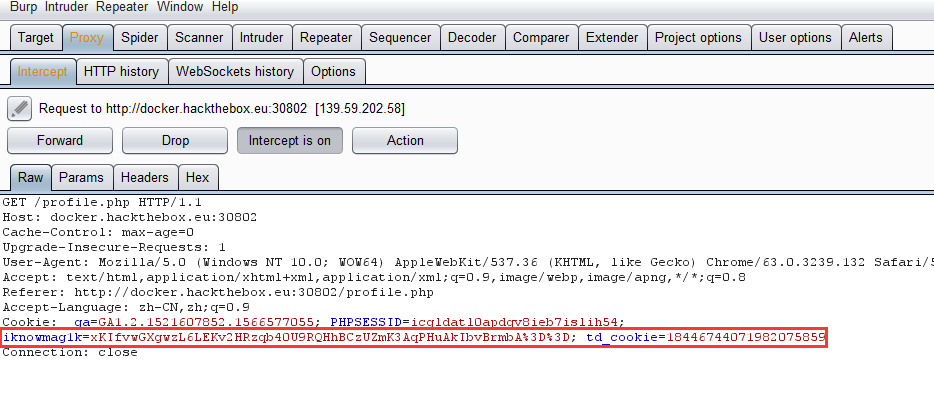 Burp Intruder Repeater Window Help
Target Proxy Spider Scanner Intruder Repeater Sequencer Decoder Comparer Extender Project options User options Alerts
Intercept HTTP history WebSockets history Options
Request to http://docker.hackthebox.eu:30802 [139.59.202.58]
Forward Drop Intercept is on Action
Raw Params Headers Hex
GET /profile.php HTTP/1.1
Host: docker.hackthebox.eu:30802
Cache-Control: max-age=0
Upgrade-Insecure-Requests: 1
User-Agent: Mozilla/5.0 (Windows NT 10.0; WOW64) AppleWebKit/537.36 (KHTML, like Gecko) Chrome/63.0.3239.132 Safari/5
Accept: text/html,application/xhtml+xml,application/xml;q=0.9,image/webp,image/apng,*/*;q=0.8
Referer: http://docker.hackthebox.eu:30802/profile.php
Accept-Language: zh-CN,zh;q=0.9
Cookie: _ga=GA1.2.1521607852.1566577055; PHPSESSID=icqldatl0apdqv8ieb7islih54;
iknowmag1k=xKIfvwGXgwzL6LEKv2HRzqb40U9RQHhBCzUZmK3AqPHuAkIbvBrmbA%3D%3D; td_cookie=18446744071982075859
Connection: close